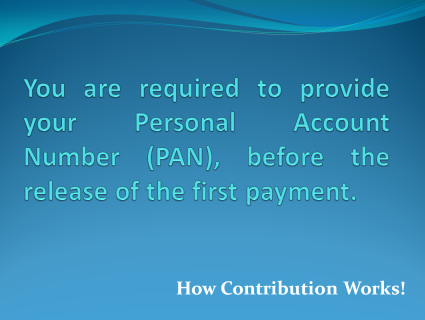 You are required to provide
your Personal Account
Number (PAN), before the
release of the first payment.
How Contribution Works!